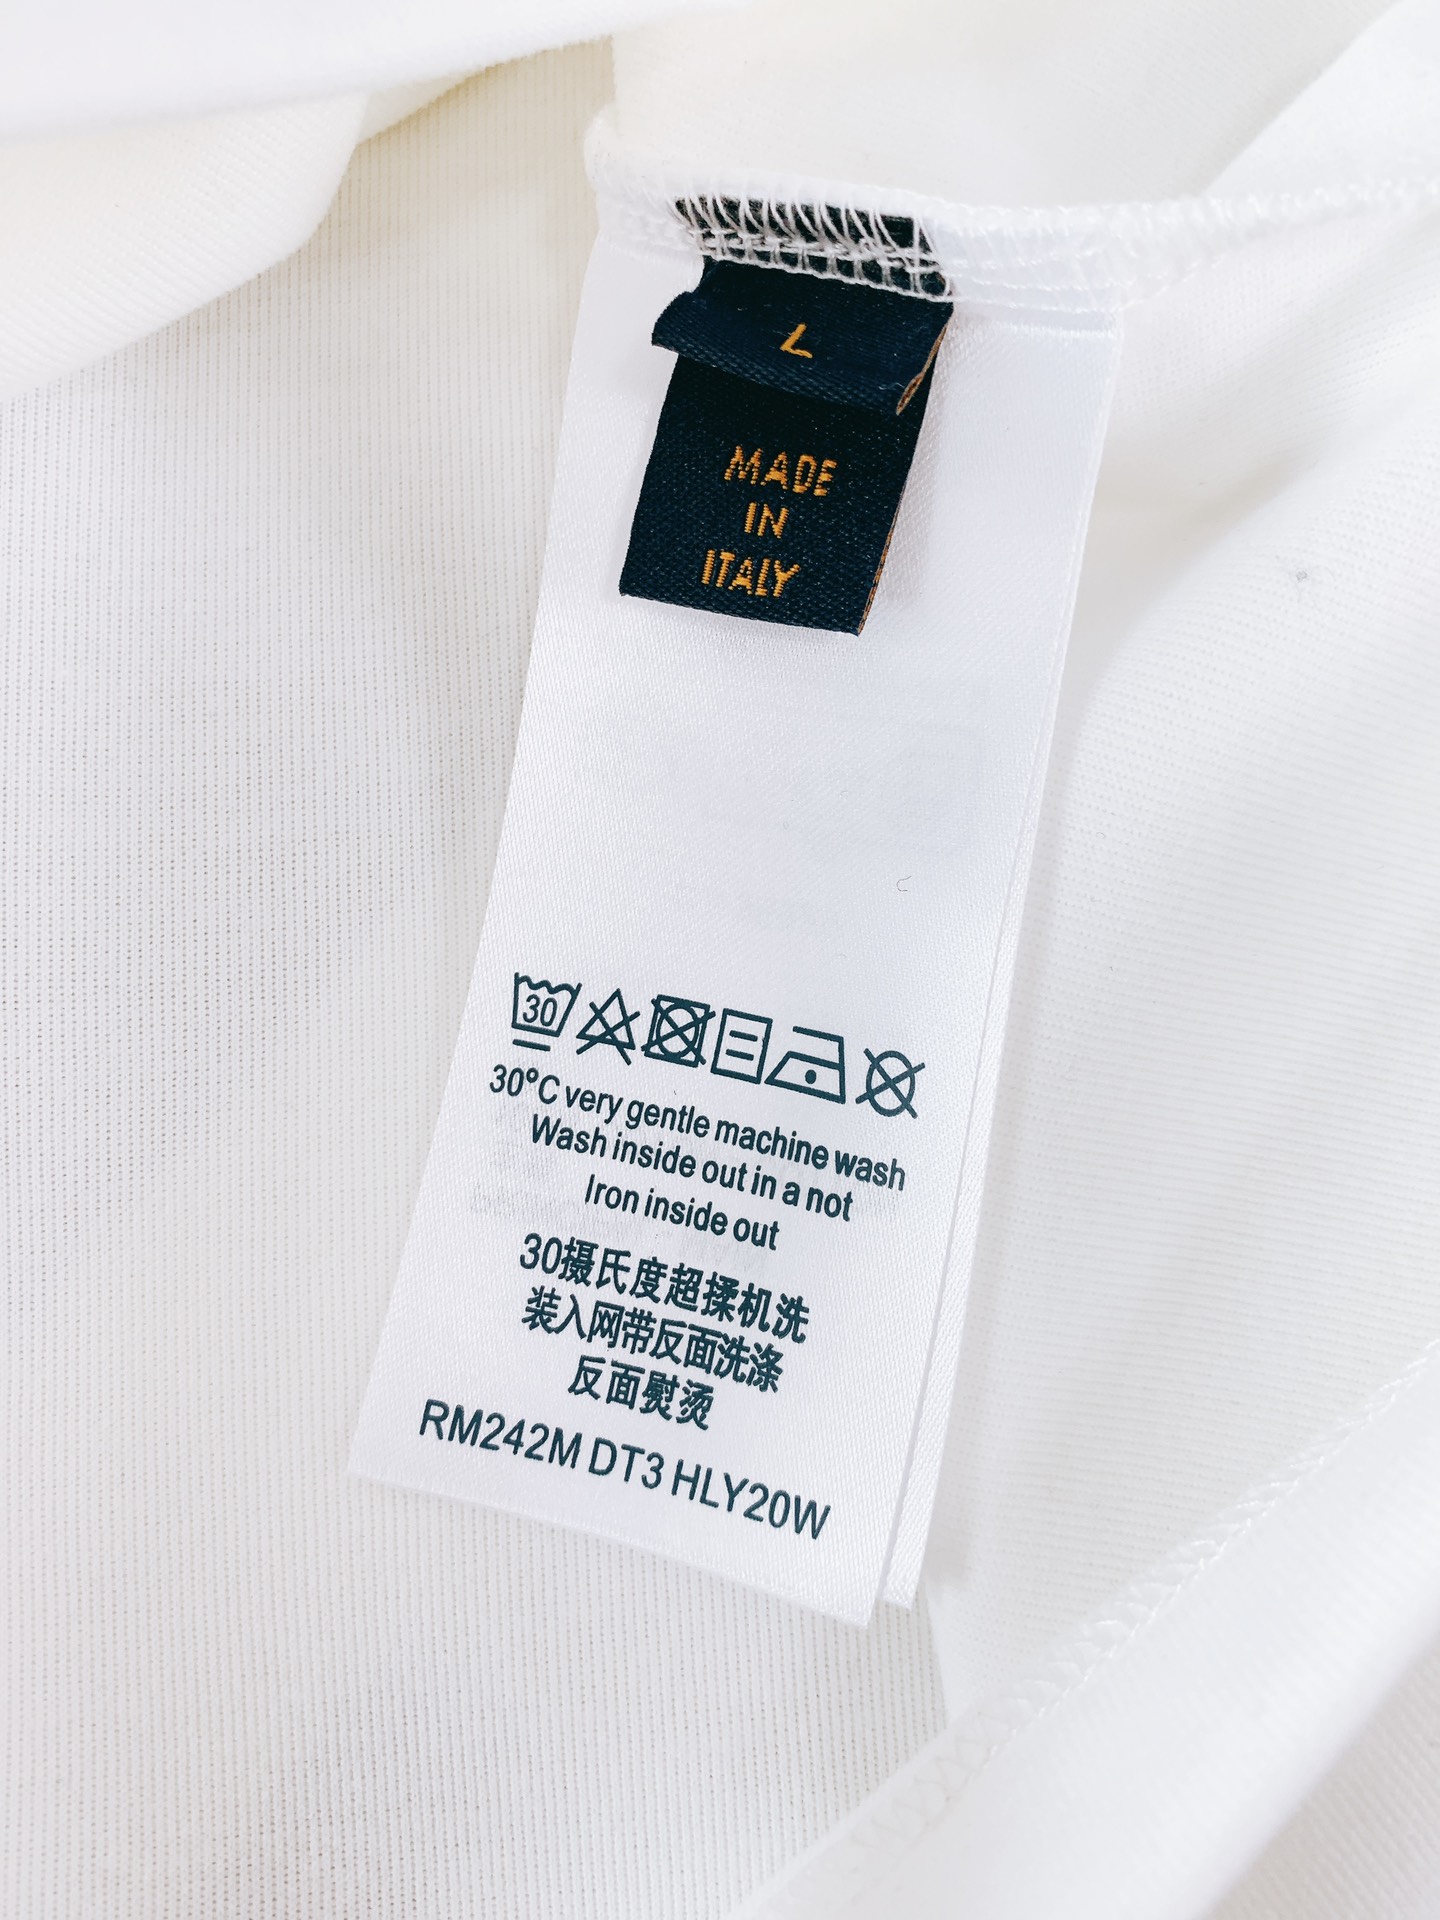 L
MADE
IN
ITALY
30
30°C very gentle machine wash
Wash inside out in a not
Iron inside out
30摄氏度超揉机洗
装入网带反面洗涤
反面熨烫
RM242M DT3 HLY20W